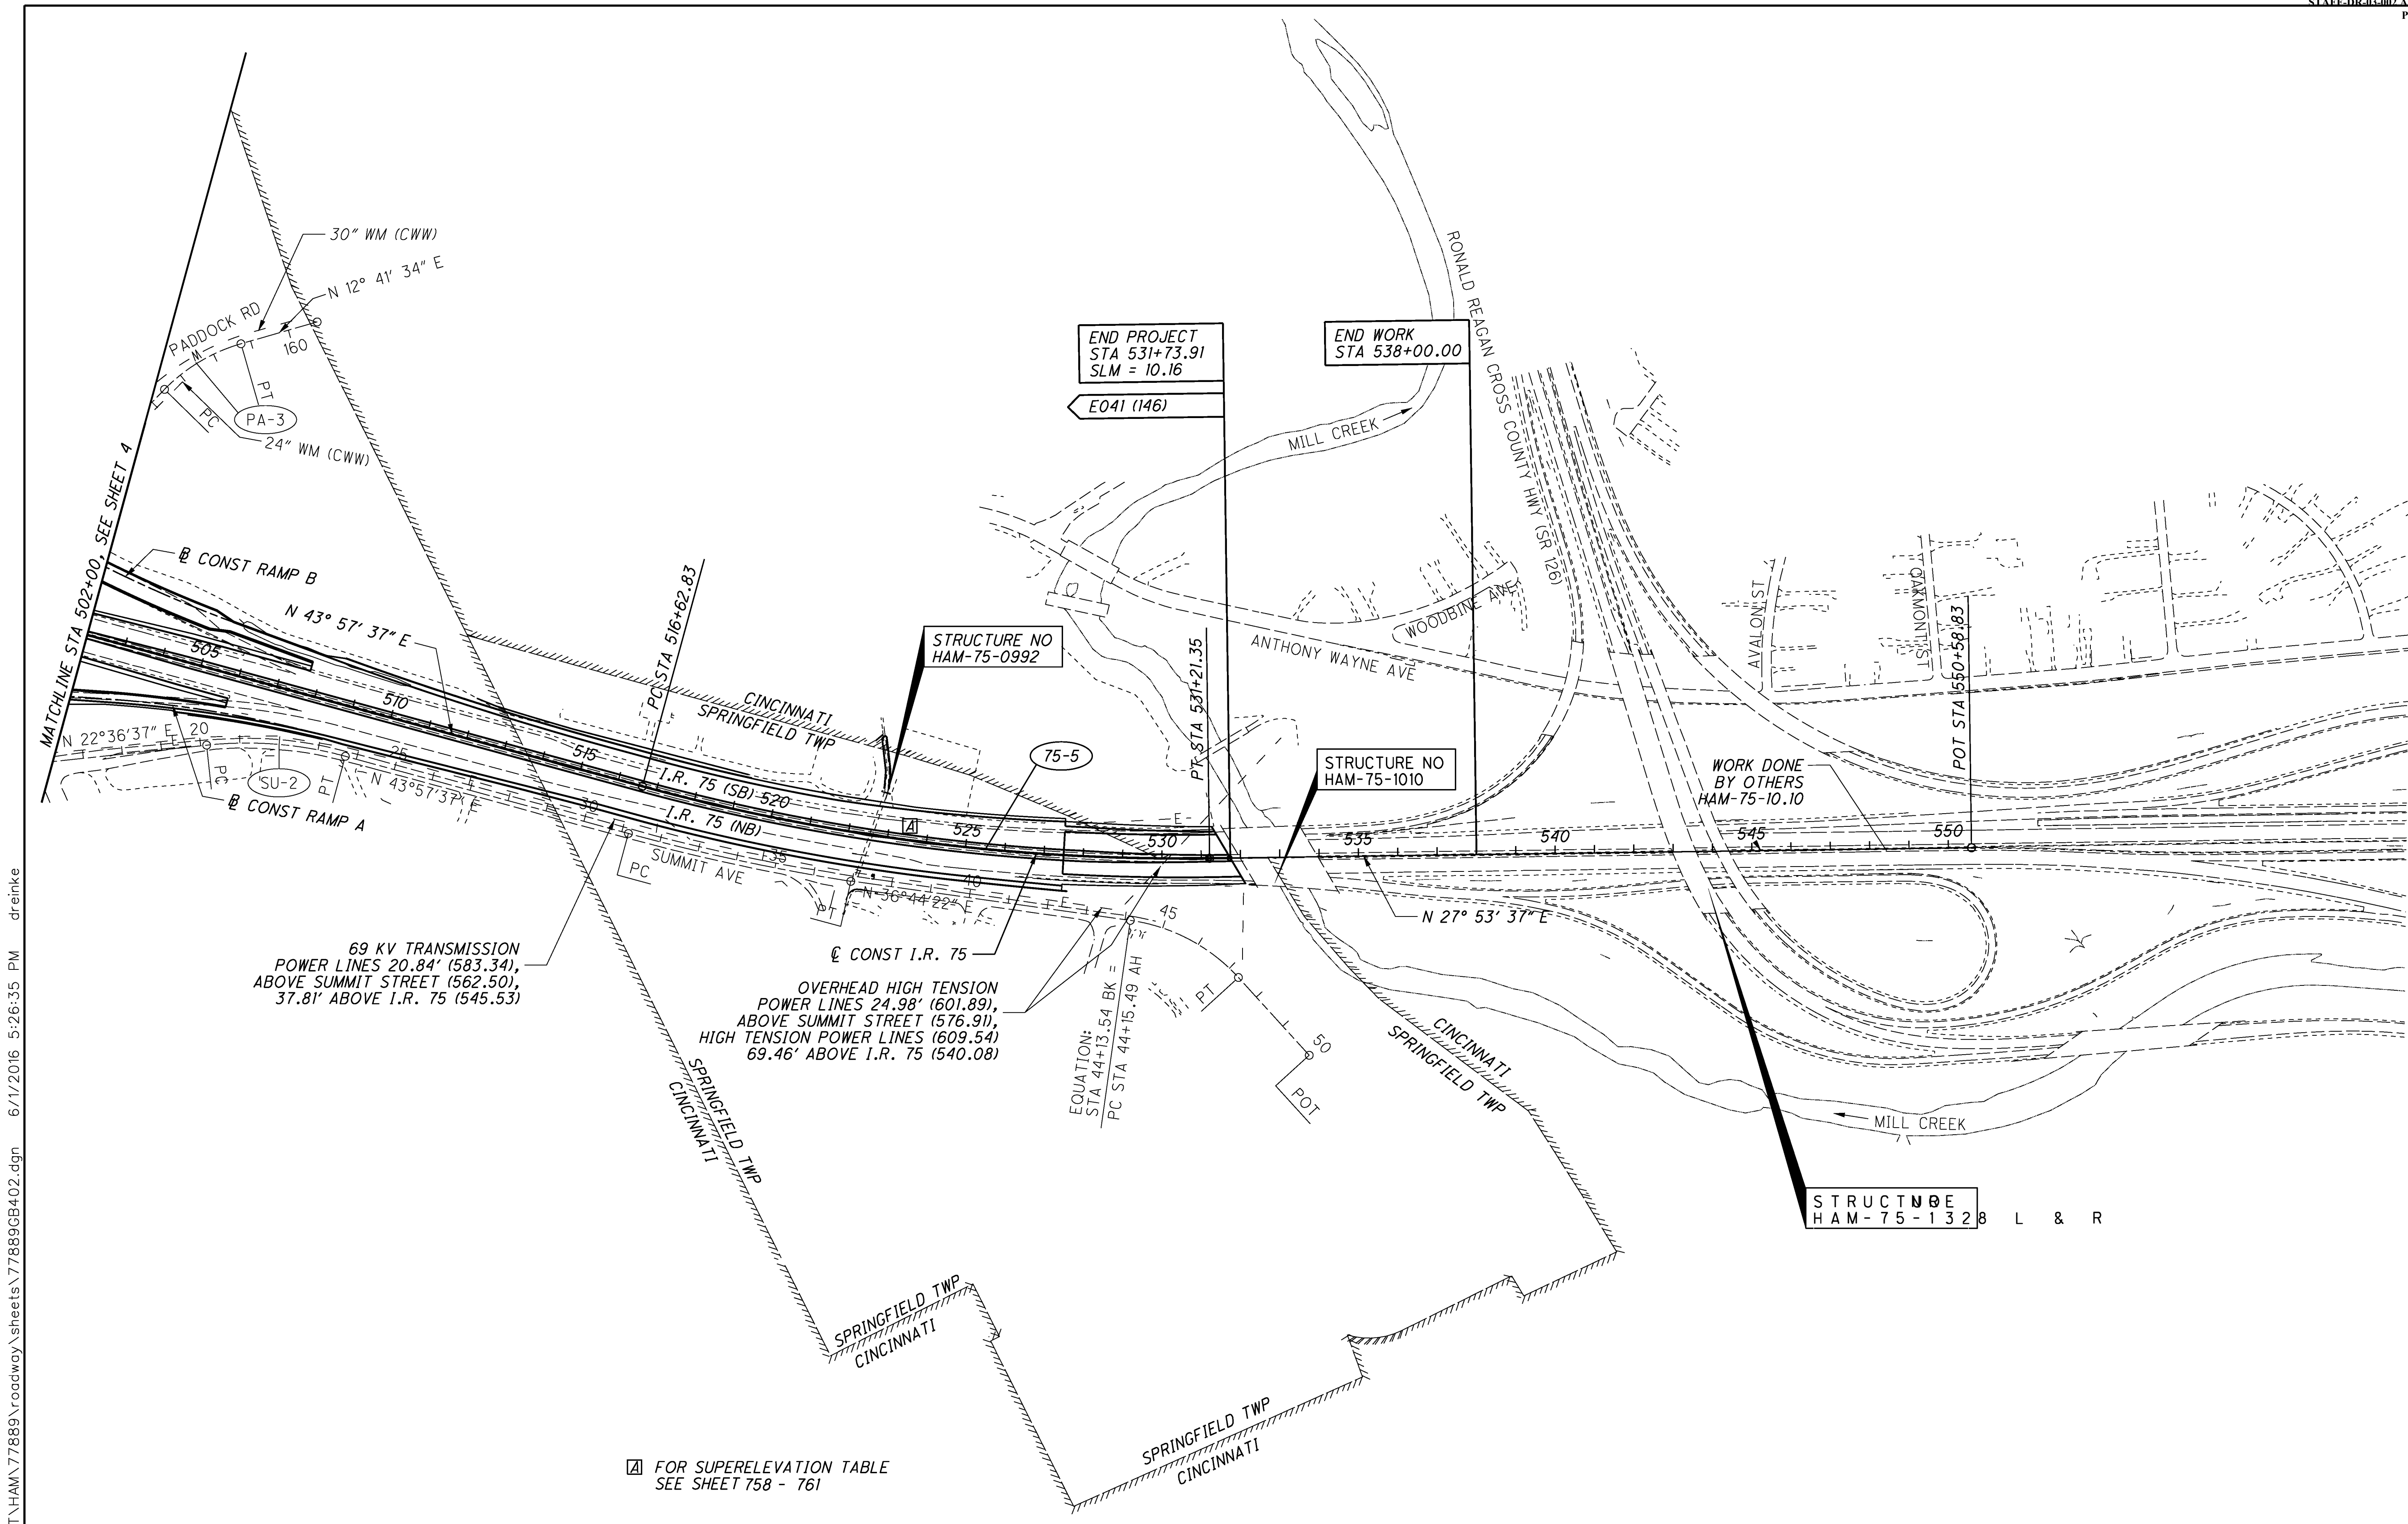 30" WM (CWW)
N 12° 41' 34" E
PADDOCK RD
M
T
T
160
PT
PC
PA-3
24" WM (CWW)
MATCHLINE STA 502+00, SEE SHEET 4
℄ CONST RAMP B
N 43° 57' 37" E
505
510
515
PC STA 516+62.83
CINCINNATI
SPRINGFIELD TWP
STRUCTURE NO
HAM-75-0992
I.R. 75 (SB) 520
I.R. 75 (NB)
A
525
75-5
530
N 22°36'37" E
20
PC
SU-2
PT
25
N 43°57'37" E
℄ CONST RAMP A
30
PC
SUMMIT AVE
35
PT
N 36°44'22" E
40
E
E
45
END PROJECT
STA 531+73.91
SLM = 10.16
E041 (146)
END WORK
STA 538+00.00
MILL CREEK
RONALD REAGAN CROSS COUNTY HWY (SR 126)
WOODBINE AVE
ANTHONY WAYNE AVE
PT STA 531+21.35
STRUCTURE NO
HAM-75-1010
535
540
545
550
AVALON ST
OAKMONT ST
POT STA 550+58.83
WORK DONE
BY OTHERS
HAM-75-10.10
N 27° 53' 37" E
69 KV TRANSMISSION
POWER LINES 20.84' (583.34),
ABOVE SUMMIT STREET (562.50),
37.81' ABOVE I.R. 75 (545.53)
℄ CONST I.R. 75
OVERHEAD HIGH TENSION
POWER LINES 24.98' (601.89),
ABOVE SUMMIT STREET (576.91),
HIGH TENSION POWER LINES (609.54)
69.46' ABOVE I.R. 75 (540.08)
EQUATION:
STA 44+13.54 BK =
PC STA 44+15.49 AH
PT
50
POT
CINCINNATI
SPRINGFIELD TWP
SPRINGFIELD TWP
CINCINNATI
MILL CREEK
STRUCTURE NO
HAM-75-1328 L & R
SPRINGFIELD TWP
CINCINNATI
SPRINGFIELD TWP
CINCINNATI
A FOR SUPERELEVATION TABLE
SEE SHEET 758 - 761
T\HAM\77889\roadway\sheets\77889GB402.dgn 6/1/2016 5:26:35 PM dreinke